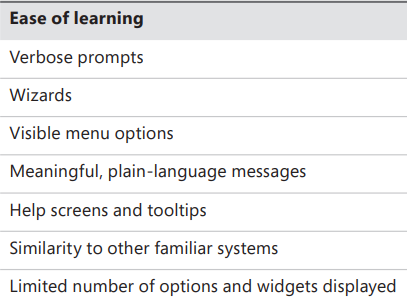 Ease of learning
Verbose prompts
Wizards
Visible menu options
Meaningful, plain-language messages
Help screens and tooltips
Similarity to other familiar systems
Limited number of options and widgets displayed